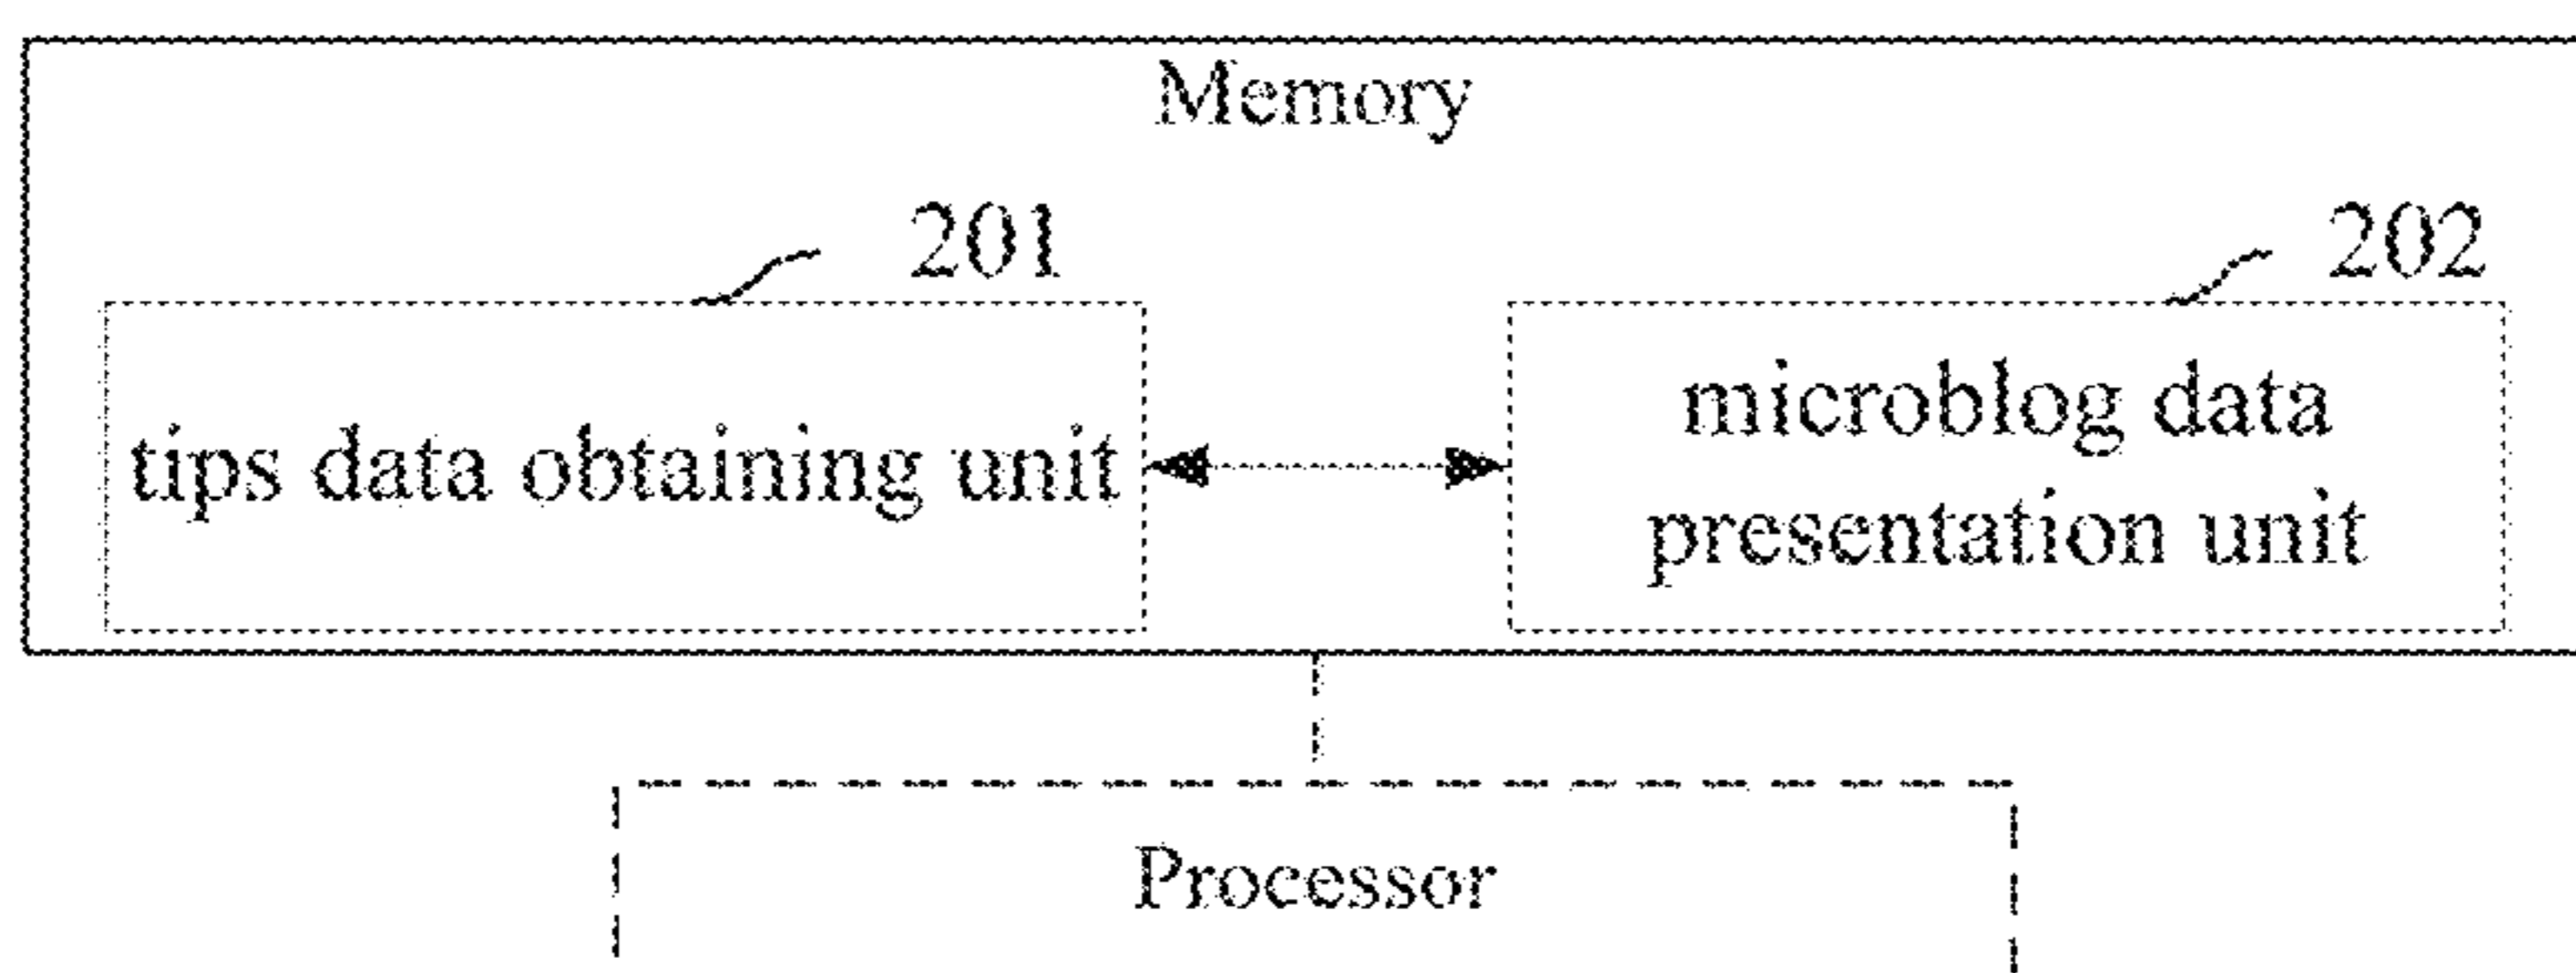 Memory
201
202
tips data obtaining unit
microblog data
presentation unit
Processor